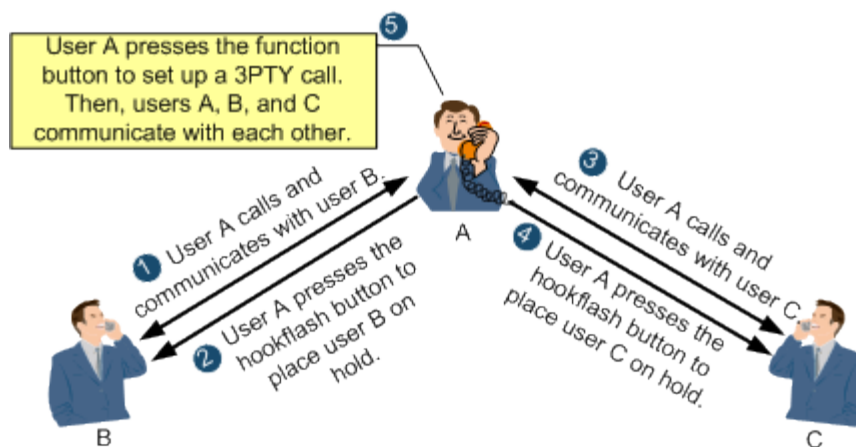 5
User A presses the function
button to set up a 3PTY call.
Then, users A, B, and C
communicate with each other.
A
1 User A calls and
communicates with user B.
2 User A presses the
hookflash button to
place user B on
hold.
3 User A calls and
communicates with user C.
4 User A presses the
hookflash button to
place user C on hold.
B
C